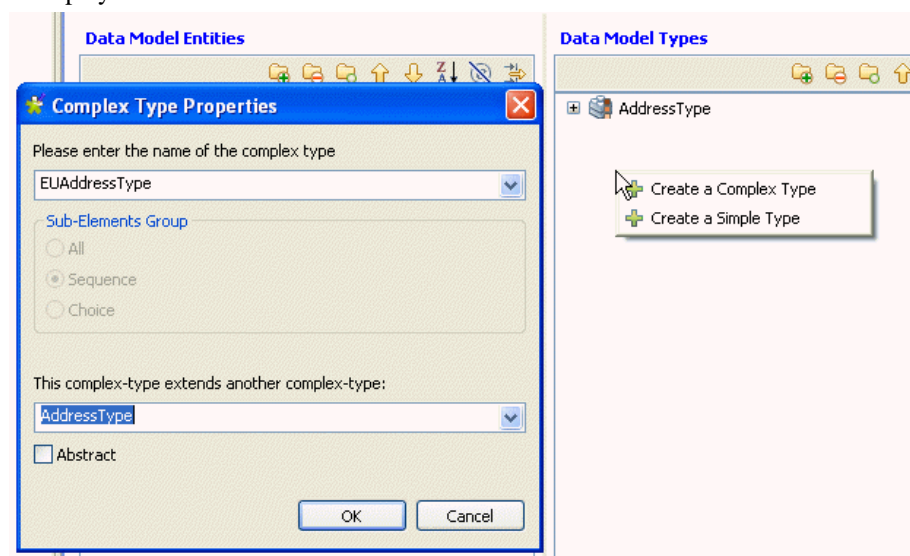 Data Model Entities
Data Model Types
Complex Type Properties
AddressType
Please enter the name of the complex type
EUAddressType
Create a Complex Type
Create a Simple Type
Sub-Elements Group
All
Sequence
Choice
This complex-type extends another complex-type:
AddressType
Abstract
OK
Cancel